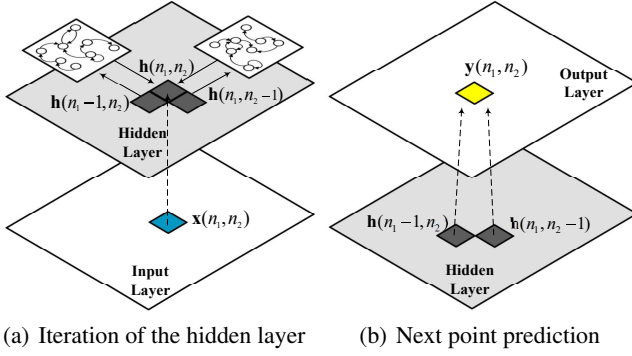 h(n₁, n₂)
h(n₁−1, n₂)
h(n₁, n₂−1)
Hidden
Layer
x(n₁, n₂)
Input
Layer
(a) Iteration of the hidden layer
y(n₁, n₂)
Output
Layer
h(n₁−1, n₂)
h(n₁, n₂−1)
Hidden
Layer
(b) Next point prediction